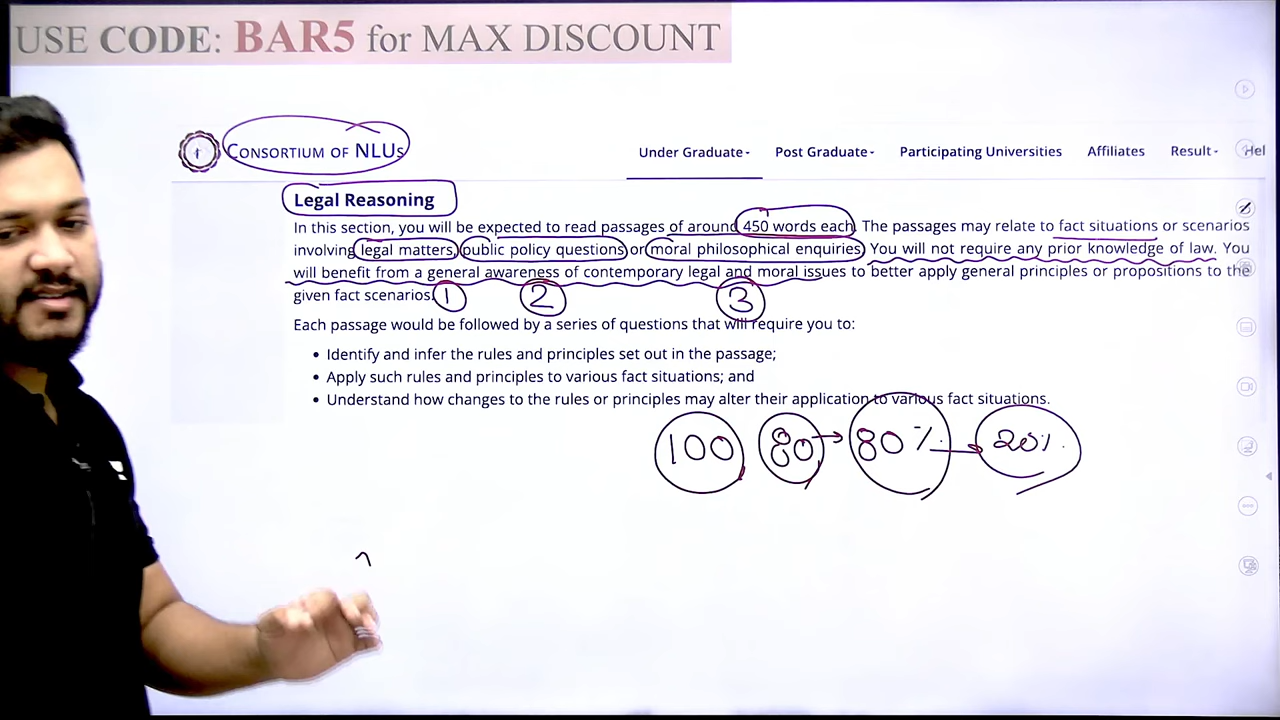 USE CODE: BAR5 for MAX DISCOUNT
CONSORTIUM OF NLUs
Under Graduate Post Graduate Participating Universities Affiliates Result Hel
Legal Reasoning
In this section, you will be expected to read passages of around 450 words each. The passages may relate to fact situations or scenarios
involving legal matters, public policy questions or moral philosophical enquiries. You will not require any prior knowledge of law. You
will benefit from a general awareness of contemporary legal and moral issues to better apply general principles or propositions to the
given fact scenarios. 1 2 3
Each passage would be followed by a series of questions that will require you to:
• Identify and infer the rules and principles set out in the passage;
• Apply such rules and principles to various fact situations; and
• Understand how changes to the rules or principles may alter their application to various fact situations.
100 80 → 80% → 20%